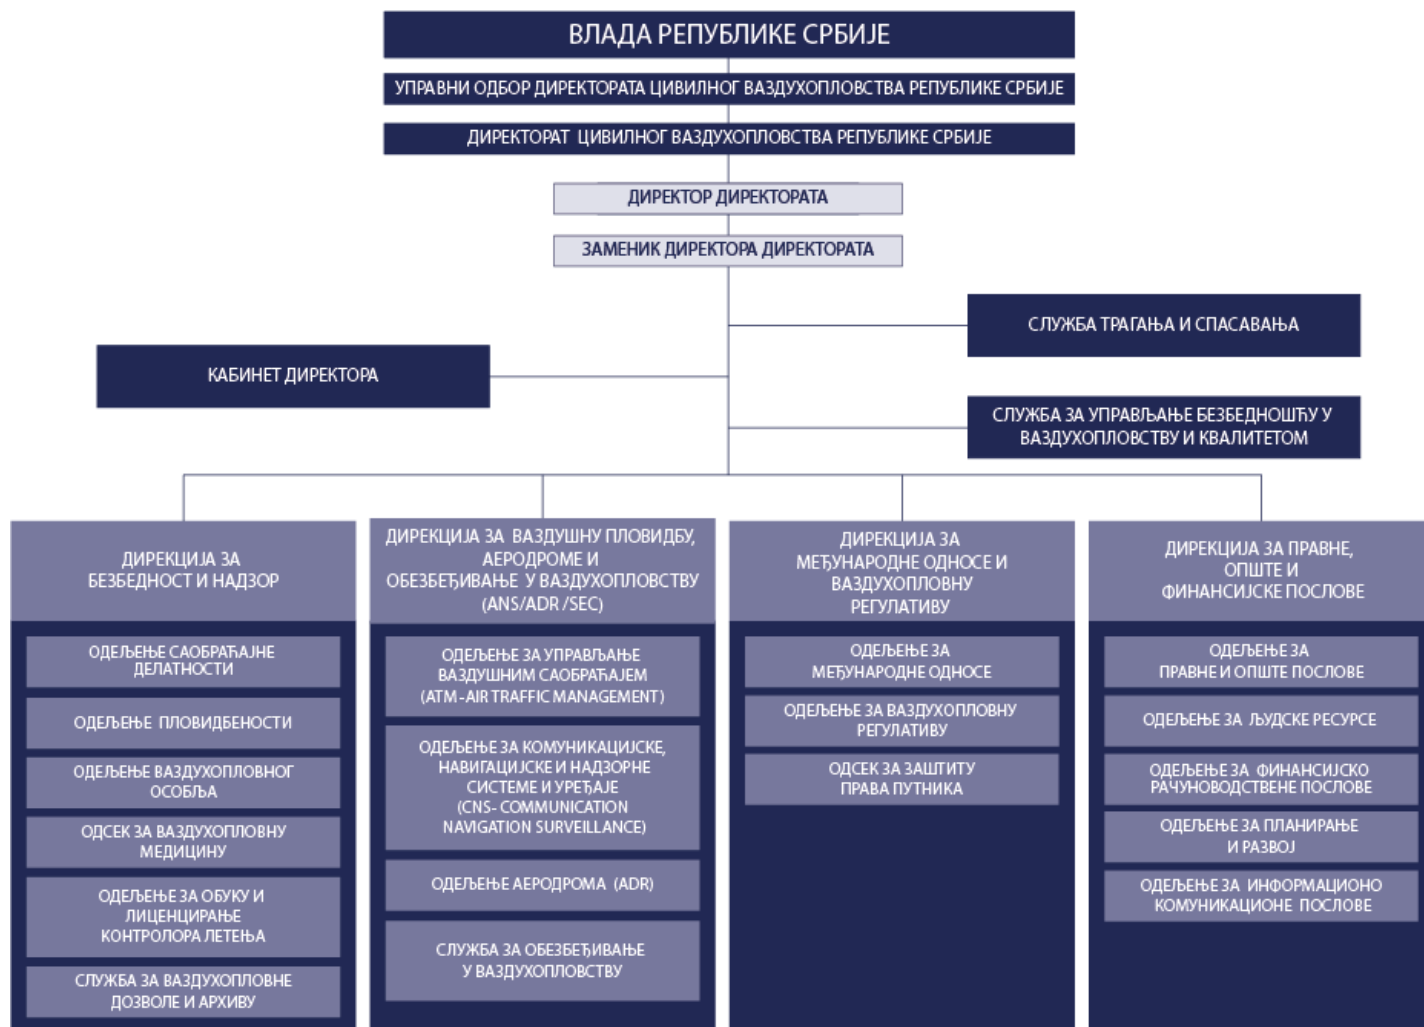 ВЛАДА РЕПУБЛИКЕ СРБИЈЕ
УПРАВНИ ОДБОР ДИРЕКТОРАТА ЦИВИЛНОГ ВАЗДУХОПЛОВСТВА РЕПУБЛИКЕ СРБИЈЕ
ДИРЕКТОРАТ ЦИВИЛНОГ ВАЗДУХОПЛОВСТВА РЕПУБЛИКЕ СРБИЈЕ
ДИРЕКТОР ДИРЕКТОРАТА
ЗАМЕНИК ДИРЕКТОРА ДИРЕКТОРАТА
СЛУЖБА ТРАГАЊА И СПАСАВАЊА
КАБИНЕТ ДИРЕКТОРА
СЛУЖБА ЗА УПРАВЉАЊЕ БЕЗБЕДНОШЋУ У
ВАЗДУХОПЛОВСТВУ И КВАЛИТЕТОМ
ДИРЕКЦИЈА ЗА
БЕЗБЕДНОСТ И НАДЗОР
ОДЕЉЕЊЕ САОБРАЋАЈНЕ
ДЕЛАТНОСТИ
ОДЕЉЕЊЕ ПЛОВИДБЕНОСТИ
ОДЕЉЕЊЕ ВАЗДУХОПЛОВНОГ
ОСОБЉА
ОДСЕК ЗА ВАЗДУХОПЛОВНУ
МЕДИЦИНУ
ОДЕЉЕЊЕ ЗА ОБУКУ И
ЛИЦЕНЦИРАЊЕ
КОНТРОЛОРА ЛЕТЕЊА
СЛУЖБА ЗА ВАЗДУХОПЛОВНЕ
ДОЗВОЛЕ И АРХИВУ
ДИРЕКЦИЈА ЗА ВАЗДУШНУ ПЛОВИДБУ,
АЕРОДРОМЕ И
ОБЕЗБЕЂИВАЊЕ У ВАЗДУХОПЛОВСТВУ
(ANS/ADR /SEC)
ОДЕЉЕЊЕ ЗА УПРАВЉАЊЕ
ВАЗДУШНИМ САОБРАЋАЈЕМ
(ATM -AIR TRAFFIC MANAGEMENT)
ОДЕЉЕЊЕ ЗА КОМУНИКАЦИЈСКЕ,
НАВИГАЦИЈСКЕ И НАДЗОРНЕ
СИСТЕМЕ И УРЕЂАЈЕ
(CNS- COMMUNICATION
NAVIGATION SURVEILLANCE)
ОДЕЉЕЊЕ АЕРОДРОМА (ADR)
СЛУЖБА ЗА ОБЕЗБЕЂИВАЊЕ
У ВАЗДУХОПЛОВСТВУ
ДИРЕКЦИЈА ЗА
МЕЂУНАРОДНЕ ОДНОСЕ И
ВАЗДУХОПЛОВНУ
РЕГУЛАТИВУ
ОДЕЉЕЊЕ ЗА
МЕЂУНАРОДНЕ ОДНОСЕ
ОДЕЉЕЊЕ ЗА ВАЗДУХОПЛОВНУ
РЕГУЛАТИВУ
ОДСЕК ЗА ЗАШТИТУ
ПРАВА ПУТНИКА
ДИРЕКЦИЈА ЗА ПРАВНЕ,
ОПШТЕ И
ФИНАНСИЈСКЕ ПОСЛОВЕ
ОДЕЉЕЊЕ ЗА
ПРАВНЕ И ОПШТЕ ПОСЛОВЕ
ОДЕЉЕЊЕ ЗА ЉУДСКЕ РЕСУРСЕ
ОДЕЉЕЊЕ ЗА ФИНАНСИЈСКО
РАЧУНОВОДСТВЕНЕ ПОСЛОВЕ
ОДЕЉЕЊЕ ЗА ПЛАНИРАЊЕ
И РАЗВОЈ
ОДЕЉЕЊЕ ЗА ИНФОРМАЦИОНО
КОМУНИКАЦИОНЕ ПОСЛОВЕ